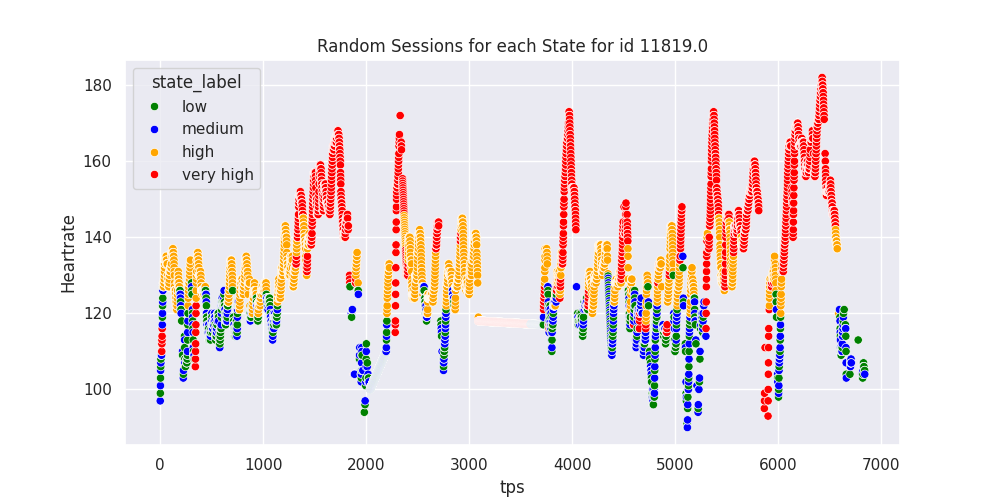 Random Sessions for each State for id 11819.0
state_label
low
medium
high
very high
Heartrate
180
160
140
120
100
0 1000 2000 3000 4000 5000 6000 7000
tps